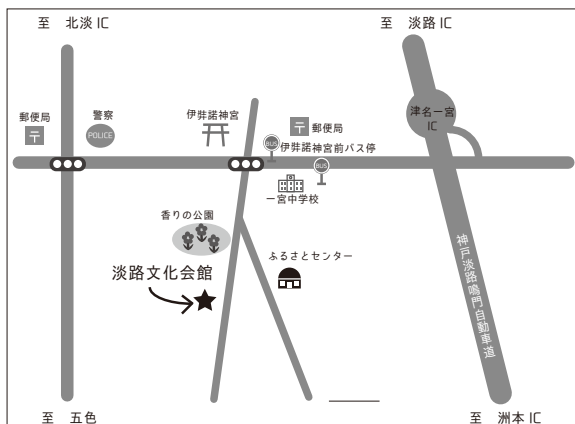 至 北淡 IC
至 淡路 IC
郵便局
〒
警察
POLICE
伊弉諾神宮
〒 郵便局
BUS
伊弉諾神宮前バス停
BUS
津名一宮
IC
一宮中学校
香りの公園
ふるさとセンター
淡路文化会館
神戸淡路鳴門自動車道
至 五色
至 洲本 IC